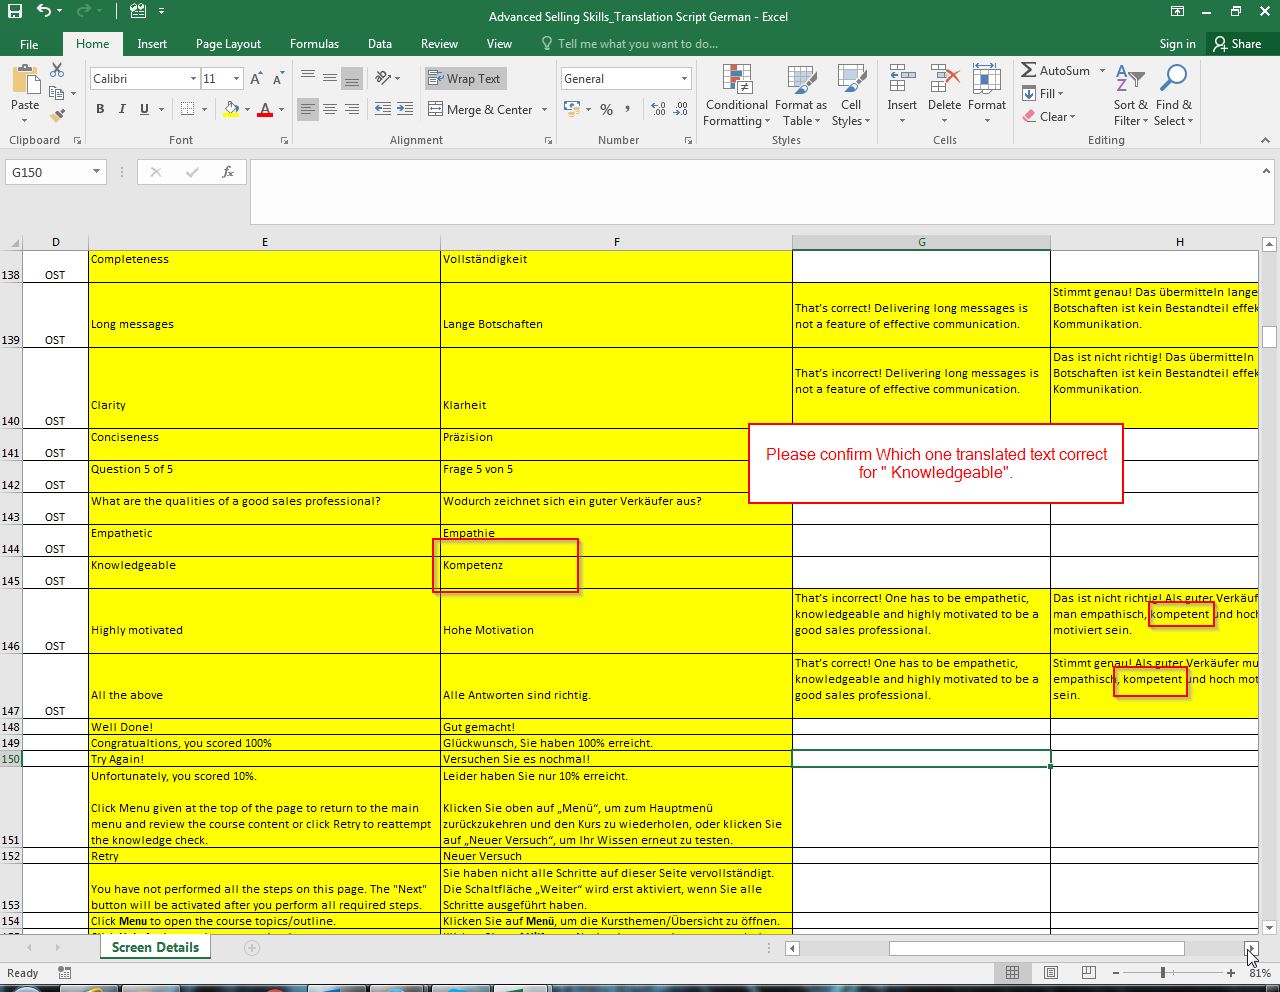 Advanced Selling Skills_Translation Script German - Excel
File Home Insert Page Layout Formulas Data Review View Tell me what you want to do... Sign in Share
Paste
Clipboard
Calibri 11
B I U
Font
Wrap Text
Merge & Center
Alignment
General
%
Number
Conditional Formatting
Format as Table
Cell Styles
Styles
Insert Delete Format
Cells
AutoSum
Fill
Clear
Sort & Filter
Find & Select
Editing
G150
fx
D E F G H
138 OST Completeness Vollständigkeit
139 OST Long messages Lange Botschaften
That's correct! Delivering long messages is
not a feature of effective communication.
Stimmt genau! Das übermitteln lange
Botschaften ist kein Bestandteil effek
Kommunikation.
140 OST Clarity Klarheit
That's incorrect! Delivering long messages is
not a feature of effective communication.
Das ist nicht richtig! Das übermitteln
Botschaften ist kein Bestandteil effek
Kommunikation.
141 OST Conciseness Präzision
142 OST Question 5 of 5 Frage 5 von 5
Please confirm Which one translated text correct
for " Knowledgeable".
143 OST What are the qualities of a good sales professional? Wodurch zeichnet sich ein guter Verkäufer aus?
144 OST Empathetic Empathie
145 OST Knowledgeable Kompetenz
146 OST Highly motivated Hohe Motivation
That's incorrect! One has to be empathetic,
knowledgeable and highly motivated to be a
good sales professional.
Das ist nicht richtig! Als guter Verkäuf
man empathisch, kompetent und hoch
motiviert sein.
147 OST All the above Alle Antworten sind richtig.
That's correct! One has to be empathetic,
knowledgeable and highly motivated to be a
good sales professional.
Stimmt genau! Als guter Verkäufer mu
empathisch, kompetent und hoch mot
sein.
148 Well Done! Gut gemacht!
149 Congratualtions, you scored 100% Glückwunsch, Sie haben 100% erreicht.
150 Try Again! Versuchen Sie es nochmal!
151
Unfortunately, you scored 10%.
Click Menu given at the top of the page to return to the main
menu and review the course content or click Retry to reattempt
the knowledge check.
Leider haben Sie nur 10% erreicht.
Klicken Sie oben auf „Menü“, um zum Hauptmenü
zurückzukehren und den Kurs zu wiederholen, oder klicken Sie
auf „Neuer Versuch“, um Ihr Wissen erneut zu testen.
152 Retry Neuer Versuch
153
You have not performed all the steps on this page. The "Next"
button will be activated after you perform all required steps.
Sie haben nicht alle Schritte auf dieser Seite vervollständigt.
Die Schaltfläche „Weiter“ wird erst aktiviert, wenn Sie alle
Schritte ausgeführt haben.
154 Click Menu to open the course topics/outline. Klicken Sie auf Menü, um die Kursthemen/Übersicht zu öffnen.
Screen Details
Ready 81%